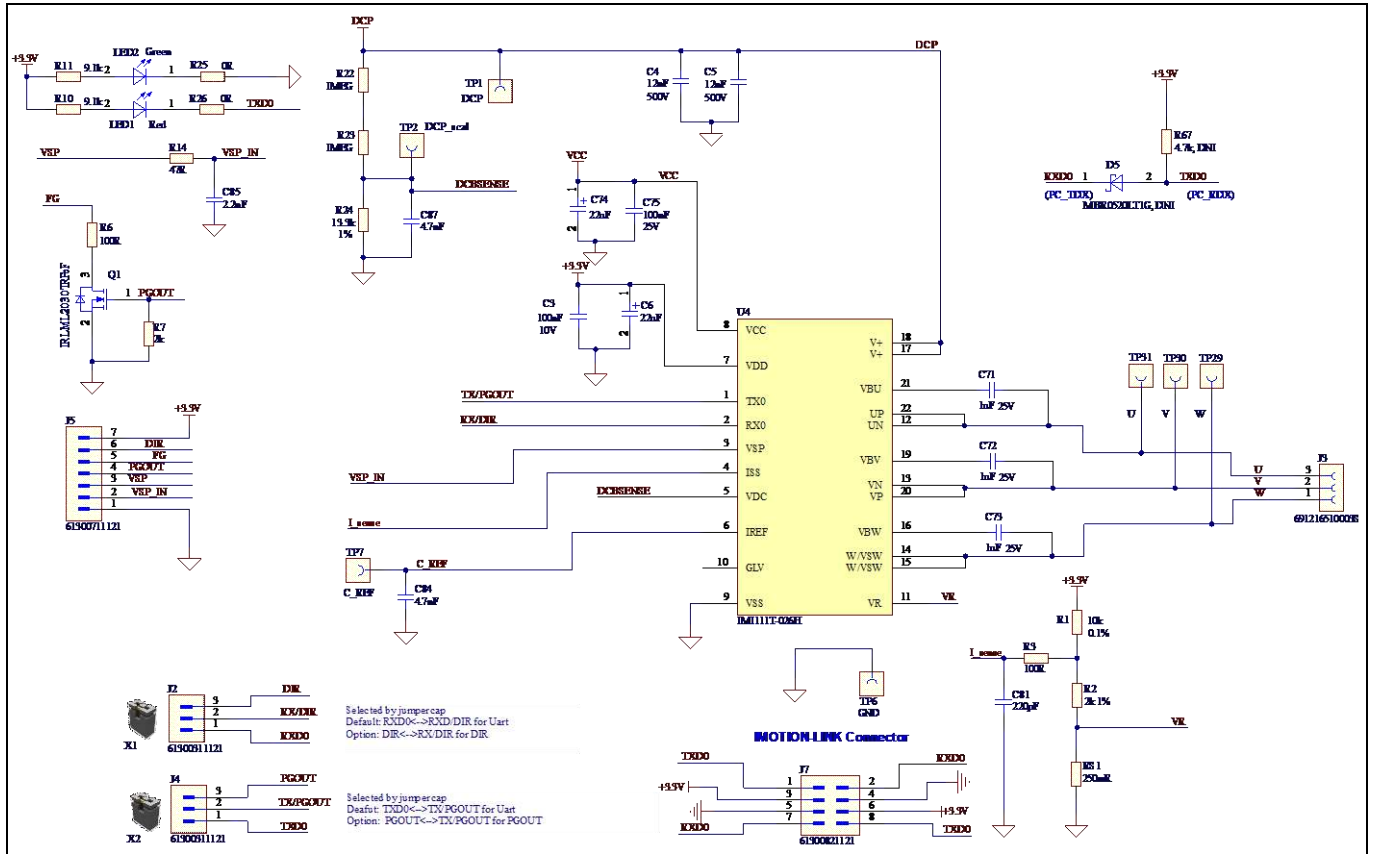 DCP
DCP
+3.3V
R11 9.1k 2 LED2 Green 1 R25 0R
R10 9.1k 2 LED1 Red 1 R26 0R TXD0
R22
1MEG
TP1
DCP
C4
12nF
500V
C5
12nF
500V
+3.3V
R67
4.7k, DNI
R23
1MEG
TP2 DCP_scal
VSP R14 VSP_IN
47R
C85
2.2nF
DCBSENSE
VCC
VCC
1
C74
22uF
2
C75
100nF
25V
D5
RXD0 1 2 TXD0
(PC_TDX) (PC_RDX)
MBR0520LT1G, DNI
R24
13.3k
1%
C87
4.7nF
FG
R6
100R
3
Q1
IRLML2030TRPbF
1 PGOUT
2
R7
2k
+3.3V
C3
100nF
10V
1
C6
22uF
2
U4
8 VCC
7 VDD
1 TX0
2 RX0
3 VSP
4 ISS
5 VDC
6 IREF
10 GLV
9 VSS
V+ 18
V+ 17
VBU 21
UP 22
UN 12
VBV 19
VN 13
VP 20
VBW 16
W/VSW 14
W/VSW 15
VR 11 VR
IMI111T-026H
TX/PGOUT
RX/DIR
VSP_IN
DCBSENSE
I_sense
C71
1uF 25V
C72
1uF 25V
C73
1uF 25V
TP31
TP30
TP29
U
V
W
J3
U 3
V 2
W 1
691216510003S
J5
+3.3V
7
6 DIR
5 FG
4 PGOUT
3 VSP
2 VSP_IN
1
61300711121
TP7
C_REF
C_REF
C84
4.7nF
+3.3V
R1 10k
0.1%
I_sense R3
100R
C81
220pF
R2
2k 1%
VR
RS1
250mR
TP6
GND
J2
3 DIR
2 RX/DIR
1 RXD0
61300311121
X1
Selected by jumper cap
Default: RXD0<-->RXD/DIR for Uart
Option: DIR<-->RX/DIR for DIR
J4
3 PGOUT
2 TX/PGOUT
1 TXD0
61300311121
X2
Selected by jumper cap
Deafut: TXD0<-->TX/PGOUT for Uart
Option: PGOUT<-->TX/PGOUT for PGOUT
iMOTION-LINK Connector
J7
TXD0 1 2 RXD0
+3.3V 3 4
5 6 +3.3V
RXD0 7 8 TXD0
61300821121